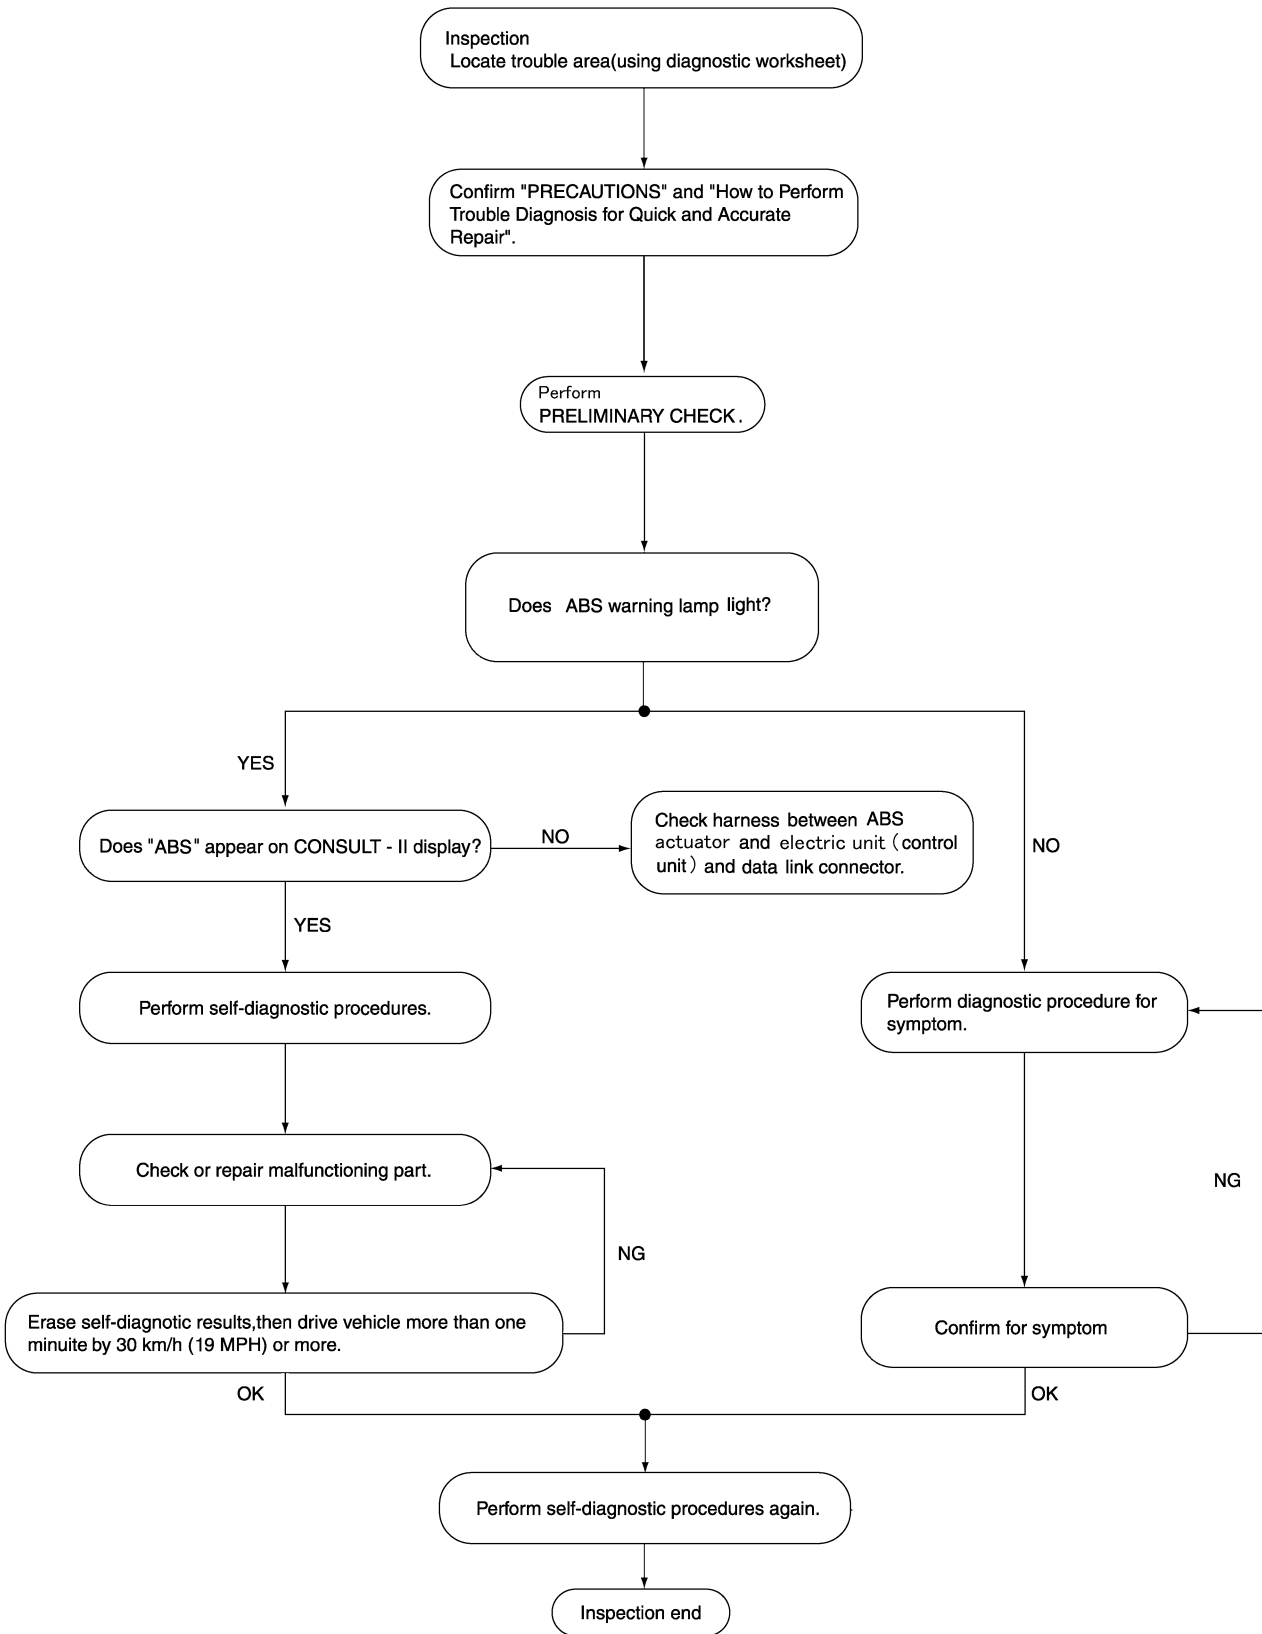 Inspection
Locate trouble area(using diagnostic worksheet)
Confirm "PRECAUTIONS" and "How to Perform
Trouble Diagnosis for Quick and Accurate
Repair".
Perform
PRELIMINARY CHECK.
Does ABS warning lamp light?
YES
Does "ABS" appear on CONSULT - II display?
NO
Check harness between ABS
actuator and electric unit (control
unit) and data link connector.
NO
YES
Perform self-diagnostic procedures.
Perform diagnostic procedure for
symptom.
Check or repair malfunctioning part.
NG
NG
Erase self-diagnotic results,then drive vehicle more than one
minuite by 30 km/h (19 MPH) or more.
Confirm for symptom
OK
OK
Perform self-diagnostic procedures again.
Inspection end